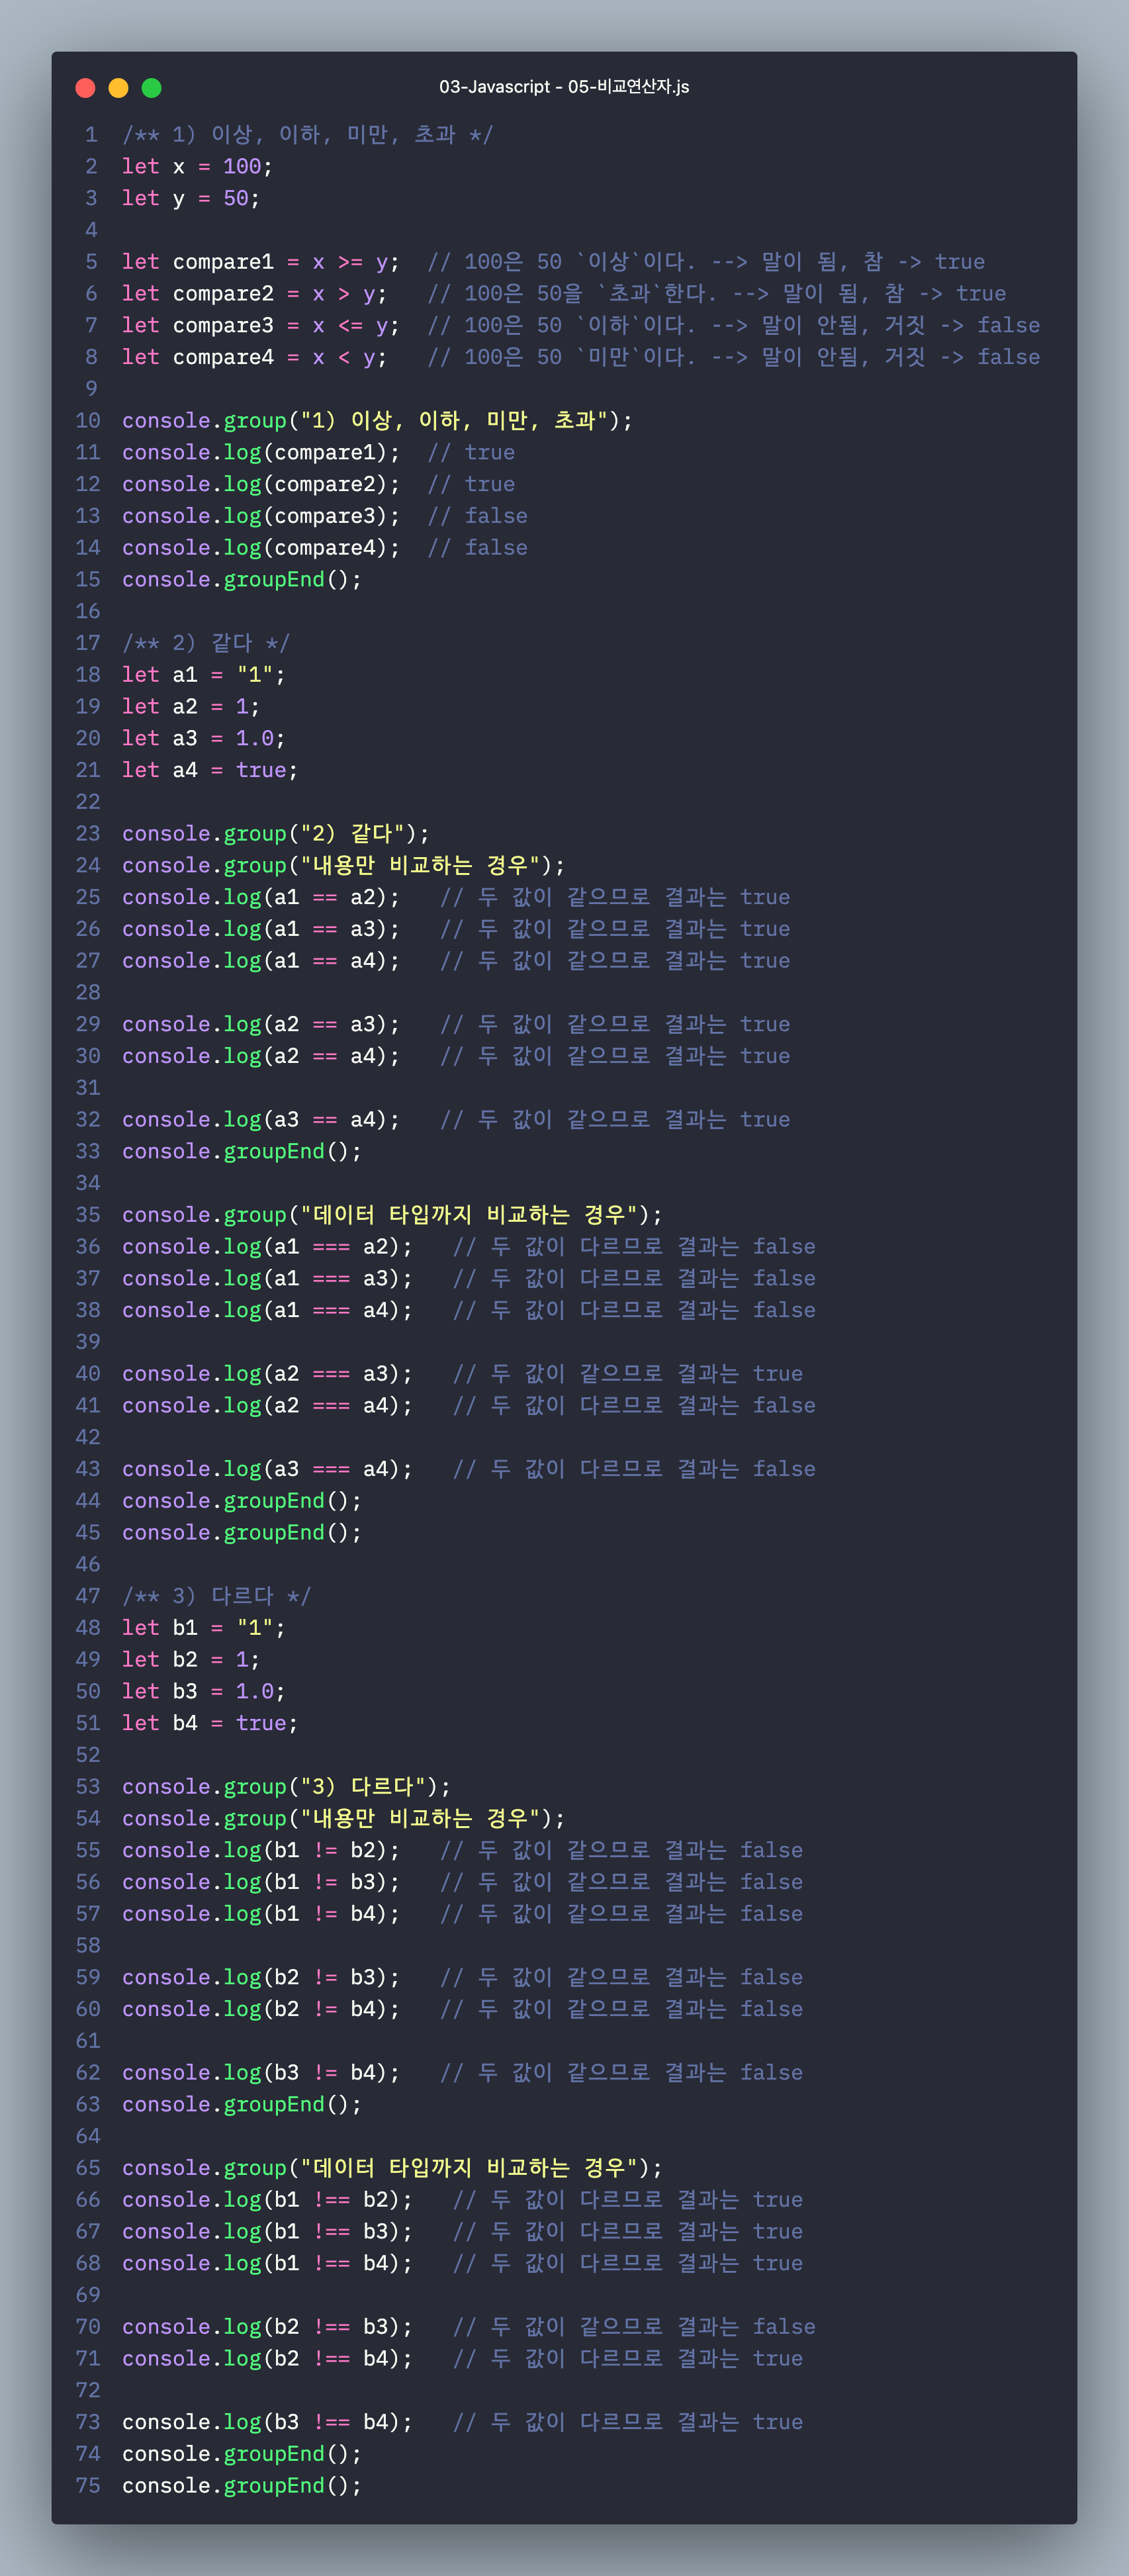 03-Javascript - 05-비교연산자.js
1 /** 1) 이상, 이하, 미만, 초과 */
2 let x = 100;
3 let y = 50;
4
5 let compare1 = x >= y;  // 100은 50 `이상`이다. --> 말이 됨, 참 -> true
6 let compare2 = x > y;   // 100은 50을 `초과`한다. --> 말이 됨, 참 -> true
7 let compare3 = x <= y;  // 100은 50 `이하`이다. --> 말이 안됨, 거짓 -> false
8 let compare4 = x < y;   // 100은 50 `미만`이다. --> 말이 안됨, 거짓 -> false
9
10 console.group("1) 이상, 이하, 미만, 초과");
11 console.log(compare1);  // true
12 console.log(compare2);  // true
13 console.log(compare3);  // false
14 console.log(compare4);  // false
15 console.groupEnd();
16
17 /** 2) 같다 */
18 let a1 = "1";
19 let a2 = 1;
20 let a3 = 1.0;
21 let a4 = true;
22
23 console.group("2) 같다");
24 console.group("내용만 비교하는 경우");
25 console.log(a1 == a2);   // 두 값이 같으므로 결과는 true
26 console.log(a1 == a3);   // 두 값이 같으므로 결과는 true
27 console.log(a1 == a4);   // 두 값이 같으므로 결과는 true
28
29 console.log(a2 == a3);   // 두 값이 같으므로 결과는 true
30 console.log(a2 == a4);   // 두 값이 같으므로 결과는 true
31
32 console.log(a3 == a4);   // 두 값이 같으므로 결과는 true
33 console.groupEnd();
34
35 console.group("데이터 타입까지 비교하는 경우");
36 console.log(a1 === a2);   // 두 값이 다르므로 결과는 false
37 console.log(a1 === a3);   // 두 값이 다르므로 결과는 false
38 console.log(a1 === a4);   // 두 값이 다르므로 결과는 false
39
40 console.log(a2 === a3);   // 두 값이 같으므로 결과는 true
41 console.log(a2 === a4);   // 두 값이 다르므로 결과는 false
42
43 console.log(a3 === a4);   // 두 값이 다르므로 결과는 false
44 console.groupEnd();
45 console.groupEnd();
46
47 /** 3) 다르다 */
48 let b1 = "1";
49 let b2 = 1;
50 let b3 = 1.0;
51 let b4 = true;
52
53 console.group("3) 다르다");
54 console.group("내용만 비교하는 경우");
55 console.log(b1 != b2);   // 두 값이 같으므로 결과는 false
56 console.log(b1 != b3);   // 두 값이 같으므로 결과는 false
57 console.log(b1 != b4);   // 두 값이 같으므로 결과는 false
58
59 console.log(b2 != b3);   // 두 값이 같으므로 결과는 false
60 console.log(b2 != b4);   // 두 값이 같으므로 결과는 false
61
62 console.log(b3 != b4);   // 두 값이 같으므로 결과는 false
63 console.groupEnd();
64
65 console.group("데이터 타입까지 비교하는 경우");
66 console.log(b1 !== b2);   // 두 값이 다르므로 결과는 true
67 console.log(b1 !== b3);   // 두 값이 다르므로 결과는 true
68 console.log(b1 !== b4);   // 두 값이 다르므로 결과는 true
69
70 console.log(b2 !== b3);   // 두 값이 같으므로 결과는 false
71 console.log(b2 !== b4);   // 두 값이 다르므로 결과는 true
72
73 console.log(b3 !== b4);   // 두 값이 다르므로 결과는 true
74 console.groupEnd();
75 console.groupEnd();